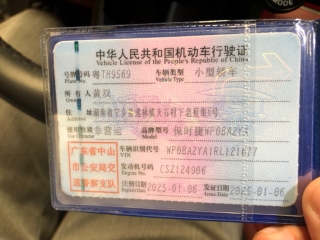 中华人民共和国机动车行驶证
Vehicle License of the People's Republic of China
号牌号码 粤TH9569 车辆类型 小型轿车
Plate No. Vehicle Type
所有人 黄双
Owner
住址
Address
使用性质 非营运 品牌型号 保时捷WP0BA2YA
Use Character Model
车辆识别代号 WP0BA2YA1RL121677
VIN
发动机号码 CSZ124906
Engine No.
注册日期 2025-01-06 发证日期 2025-01-06
Register Date Issue Date
广东省中山
市公安局交
通警察支队